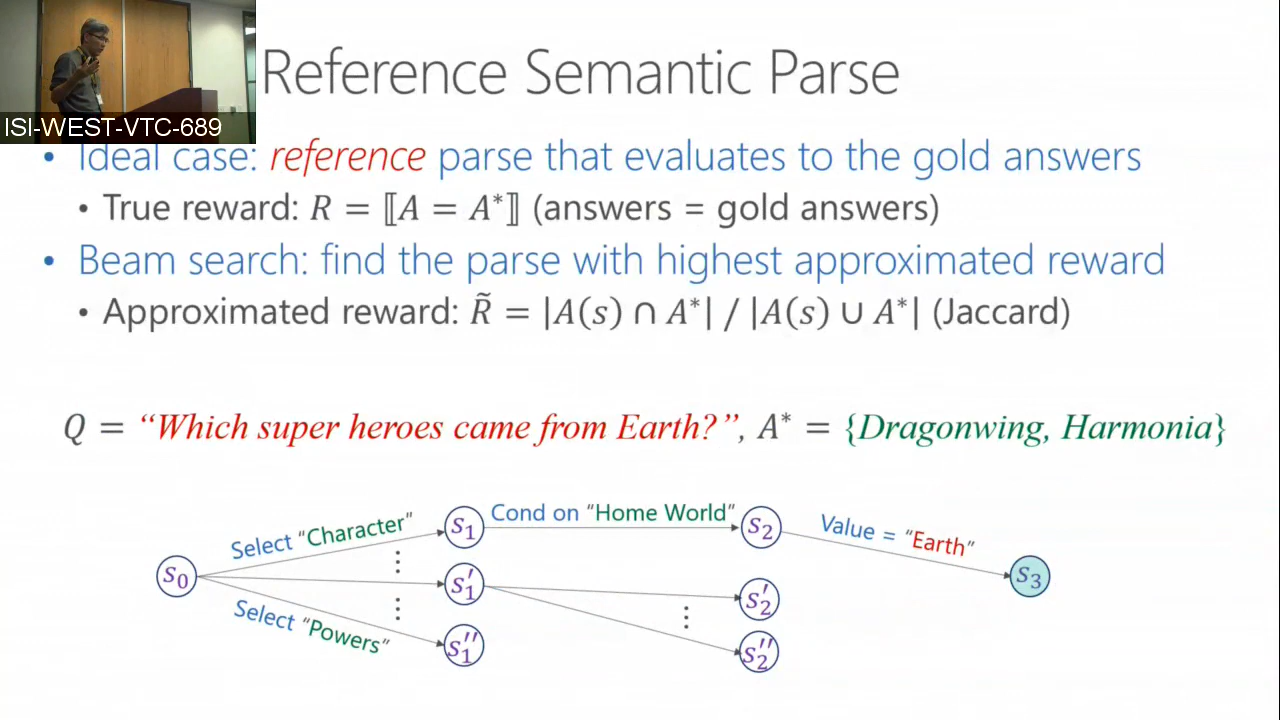 Reference Semantic Parse
ISI-WEST-VTC-689
• Ideal case: reference parse that evaluates to the gold answers
• True reward: R = ⟦A = A*⟧ (answers = gold answers)
• Beam search: find the parse with highest approximated reward
• Approximated reward: R̃ = |A(s) ∩ A*| / |A(s) ∪ A*| (Jaccard)
Q = “Which super heroes came from Earth?”, A* = {Dragonwing, Harmonia}
Select “Character”
Cond on “Home World”
Value = “Earth”
s₀
s₁
s₂
s₃
⋮
s₁′
s₂′
⋮
⋮
Select “Powers”
s₁′′
s₂′′